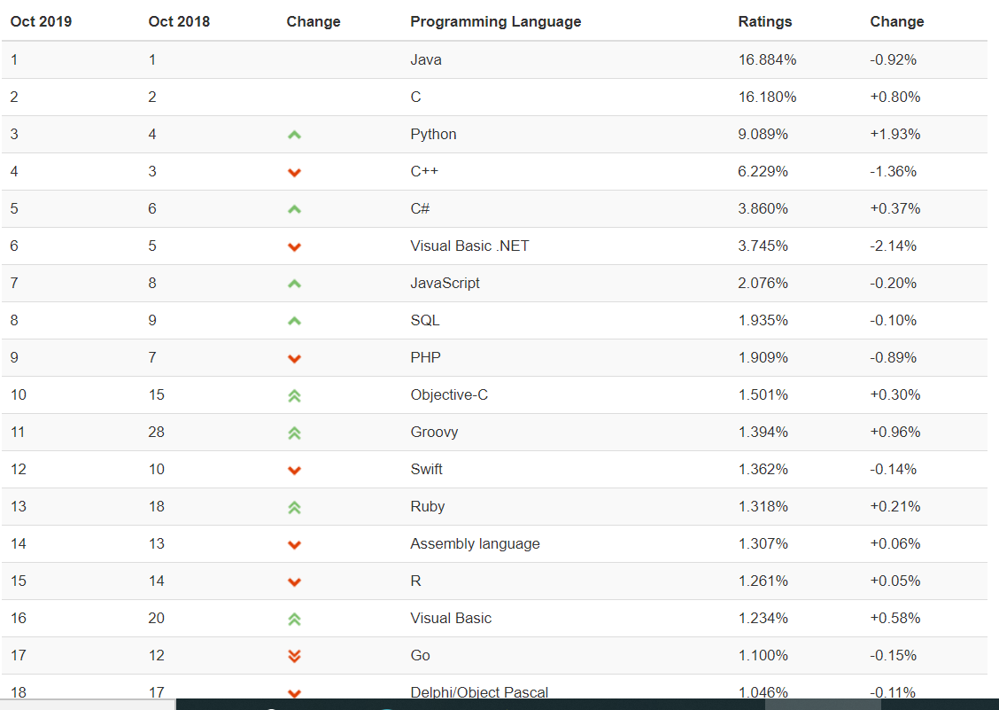 Oct 2019 Oct 2018 Change Programming Language Ratings Change
1 1 Java 16.884% -0.92%
2 2 C 16.180% +0.80%
3 4 Python 9.089% +1.93%
4 3 C++ 6.229% -1.36%
5 6 C# 3.860% +0.37%
6 5 Visual Basic .NET 3.745% -2.14%
7 8 JavaScript 2.076% -0.20%
8 9 SQL 1.935% -0.10%
9 7 PHP 1.909% -0.89%
10 15 Objective-C 1.501% +0.30%
11 28 Groovy 1.394% +0.96%
12 10 Swift 1.362% -0.14%
13 18 Ruby 1.318% +0.21%
14 13 Assembly language 1.307% +0.06%
15 14 R 1.261% +0.05%
16 20 Visual Basic 1.234% +0.58%
17 12 Go 1.100% -0.15%
18 17 Delphi/Object Pascal 1.046% -0.11%